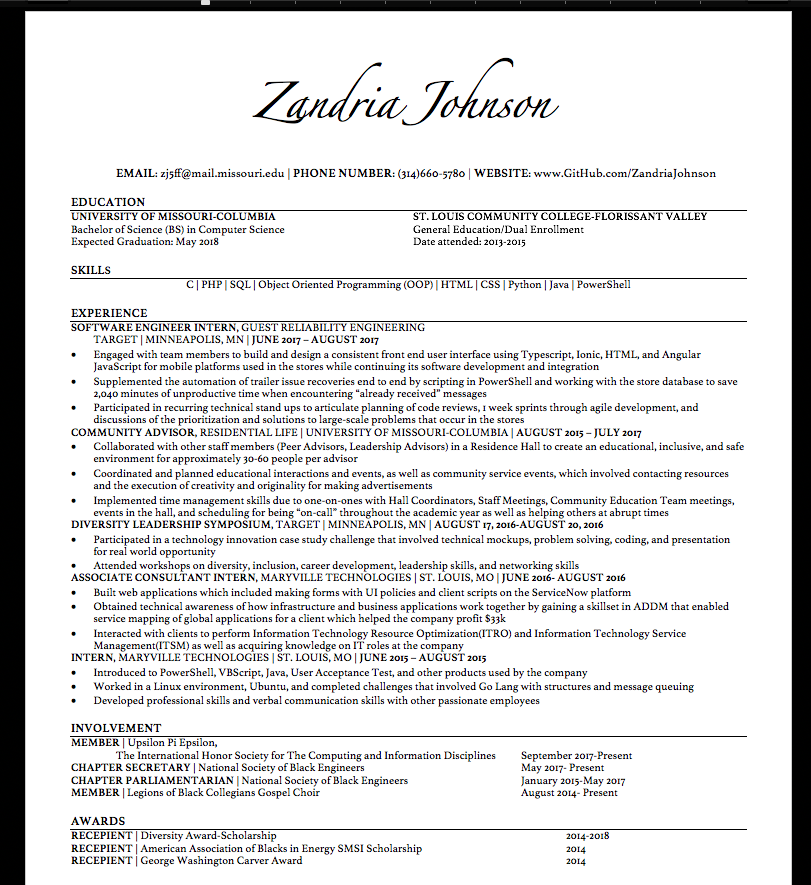 Zandria Johnson
EMAIL: zj5ff@mail.missouri.edu | PHONE NUMBER: (314)660-5780 | WEBSITE: www.GitHub.com/ZandriaJohnson
EDUCATION
UNIVERSITY OF MISSOURI-COLUMBIA ST. LOUIS COMMUNITY COLLEGE-FLORISSANT VALLEY
Bachelor of Science (BS) in Computer Science General Education/Dual Enrollment
Expected Graduation: May 2018 Date attended: 2013-2015
SKILLS
C | PHP | SQL | Object Oriented Programming (OOP) | HTML | CSS | Python | Java | PowerShell
EXPERIENCE
SOFTWARE ENGINEER INTERN, GUEST RELIABILITY ENGINEERING
TARGET | MINNEAPOLIS, MN | JUNE 2017 – AUGUST 2017
• Engaged with team members to build and design a consistent front end user interface using Typescript, Ionic, HTML, and Angular
JavaScript for mobile platforms used in the stores while continuing its software development and integration
• Supplemented the automation of trailer issue recoveries end to end by scripting in PowerShell and working with the store database to save
2,040 minutes of unproductive time when encountering “already received” messages
• Participated in recurring technical stand ups to articulate planning of code reviews, 1 week sprints through agile development, and
discussions of the prioritization and solutions to large-scale problems that occur in the stores
COMMUNITY ADVISOR, RESIDENTIAL LIFE | UNIVERSITY OF MISSOURI-COLUMBIA | AUGUST 2015 – JULY 2017
• Collaborated with other staff members (Peer Advisors, Leadership Advisors) in a Residence Hall to create an educational, inclusive, and safe
environment for approximately 30-60 people per advisor
• Coordinated and planned educational interactions and events, as well as community service events, which involved contacting resources
and the execution of creativity and originality for making advertisements
• Implemented time management skills due to one-on-ones with Hall Coordinators, Staff Meetings, Community Education Team meetings,
events in the hall, and scheduling for being “on-call” throughout the academic year as well as helping others at abrupt times
DIVERSITY LEADERSHIP SYMPOSIUM, TARGET | MINNEAPOLIS, MN | AUGUST 17, 2016-AUGUST 20, 2016
• Participated in a technology innovation case study challenge that involved technical mockups, problem solving, coding, and presentation
for real world opportunity
• Attended workshops on diversity, inclusion, career development, leadership skills, and networking skills
ASSOCIATE CONSULTANT INTERN, MARYVILLE TECHNOLOGIES | ST. LOUIS, MO | JUNE 2016- AUGUST 2016
• Built web applications which included making forms with UI policies and client scripts on the ServiceNow platform
• Obtained technical awareness of how infrastructure and business applications work together by gaining a skillset in ADDM that enabled
service mapping of global applications for a client which helped the company profit $33k
• Interacted with clients to perform Information Technology Resource Optimization(ITRO) and Information Technology Service
Management(ITSM) as well as acquiring knowledge on IT roles at the company
INTERN, MARYVILLE TECHNOLOGIES | ST. LOUIS, MO | JUNE 2015 – AUGUST 2015
• Introduced to PowerShell, VBScript, Java, User Acceptance Test, and other products used by the company
• Worked in a Linux environment, Ubuntu, and completed challenges that involved Go Lang with structures and message queuing
• Developed professional skills and verbal communication skills with other passionate employees
INVOLVEMENT
MEMBER | Upsilon Pi Epsilon,
The International Honor Society for The Computing and Information Disciplines September 2017-Present
CHAPTER SECRETARY | National Society of Black Engineers May 2017- Present
CHAPTER PARLIAMENTARIAN | National Society of Black Engineers January 2015-May 2017
MEMBER | Legions of Black Collegians Gospel Choir August 2014- Present
AWARDS
RECEPIENT | Diversity Award-Scholarship 2014-2018
RECEPIENT | American Association of Blacks in Energy SMSI Scholarship 2014
RECEPIENT | George Washington Carver Award 2014